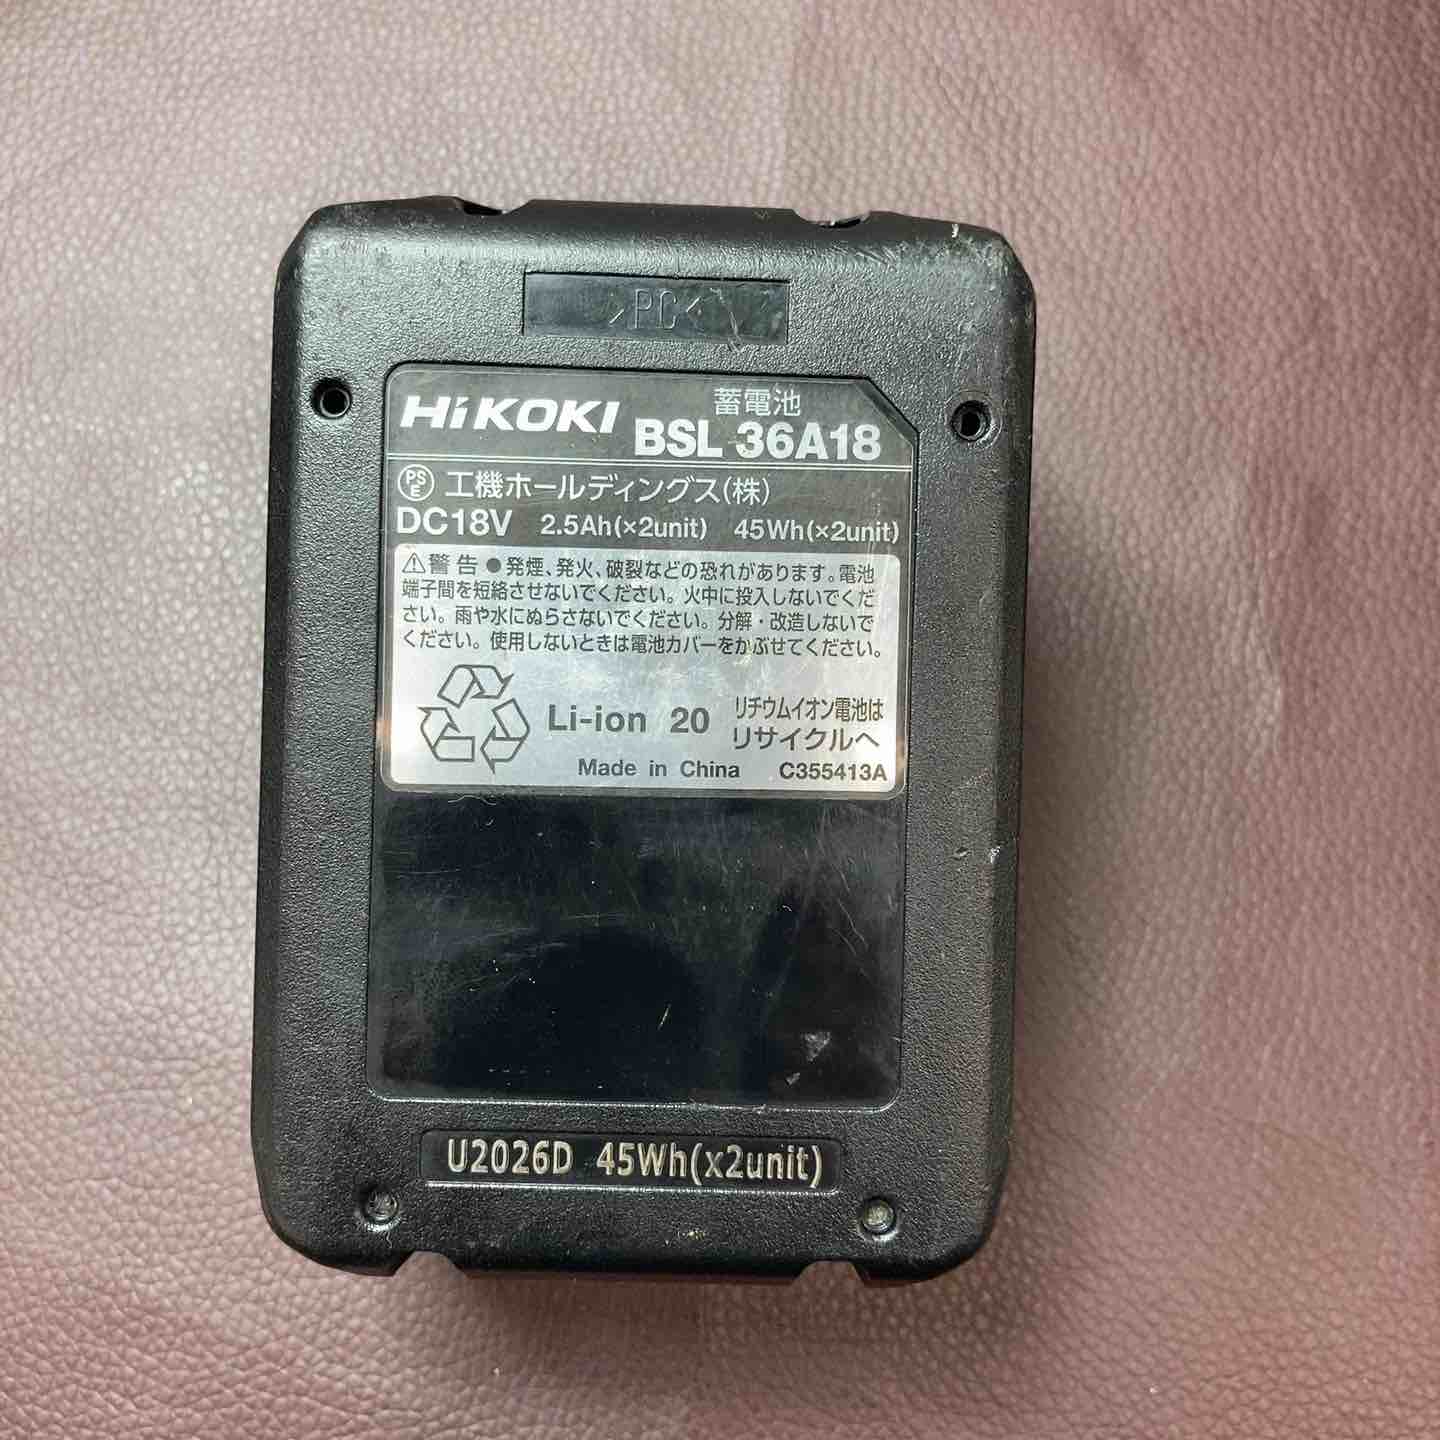 >PC<
HiKOKI 蓄電池
BSL 36A18
PSE 工機ホールディングス(株)
DC18V 2.5Ah(×2unit) 45Wh(×2unit)
⚠警告 ●発煙、発火、破裂などの恐れがあります。電池
端子間を短絡させないでください。火中に投入しないでくだ
さい。雨や水にぬらさないでください。分解・改造しないで
ください。使用しないときは電池カバーをかぶせてください。
Li-ion 20 リチウムイオン電池は
リサイクルへ
Made in China C355413A
U2026D 45Wh(x2unit)